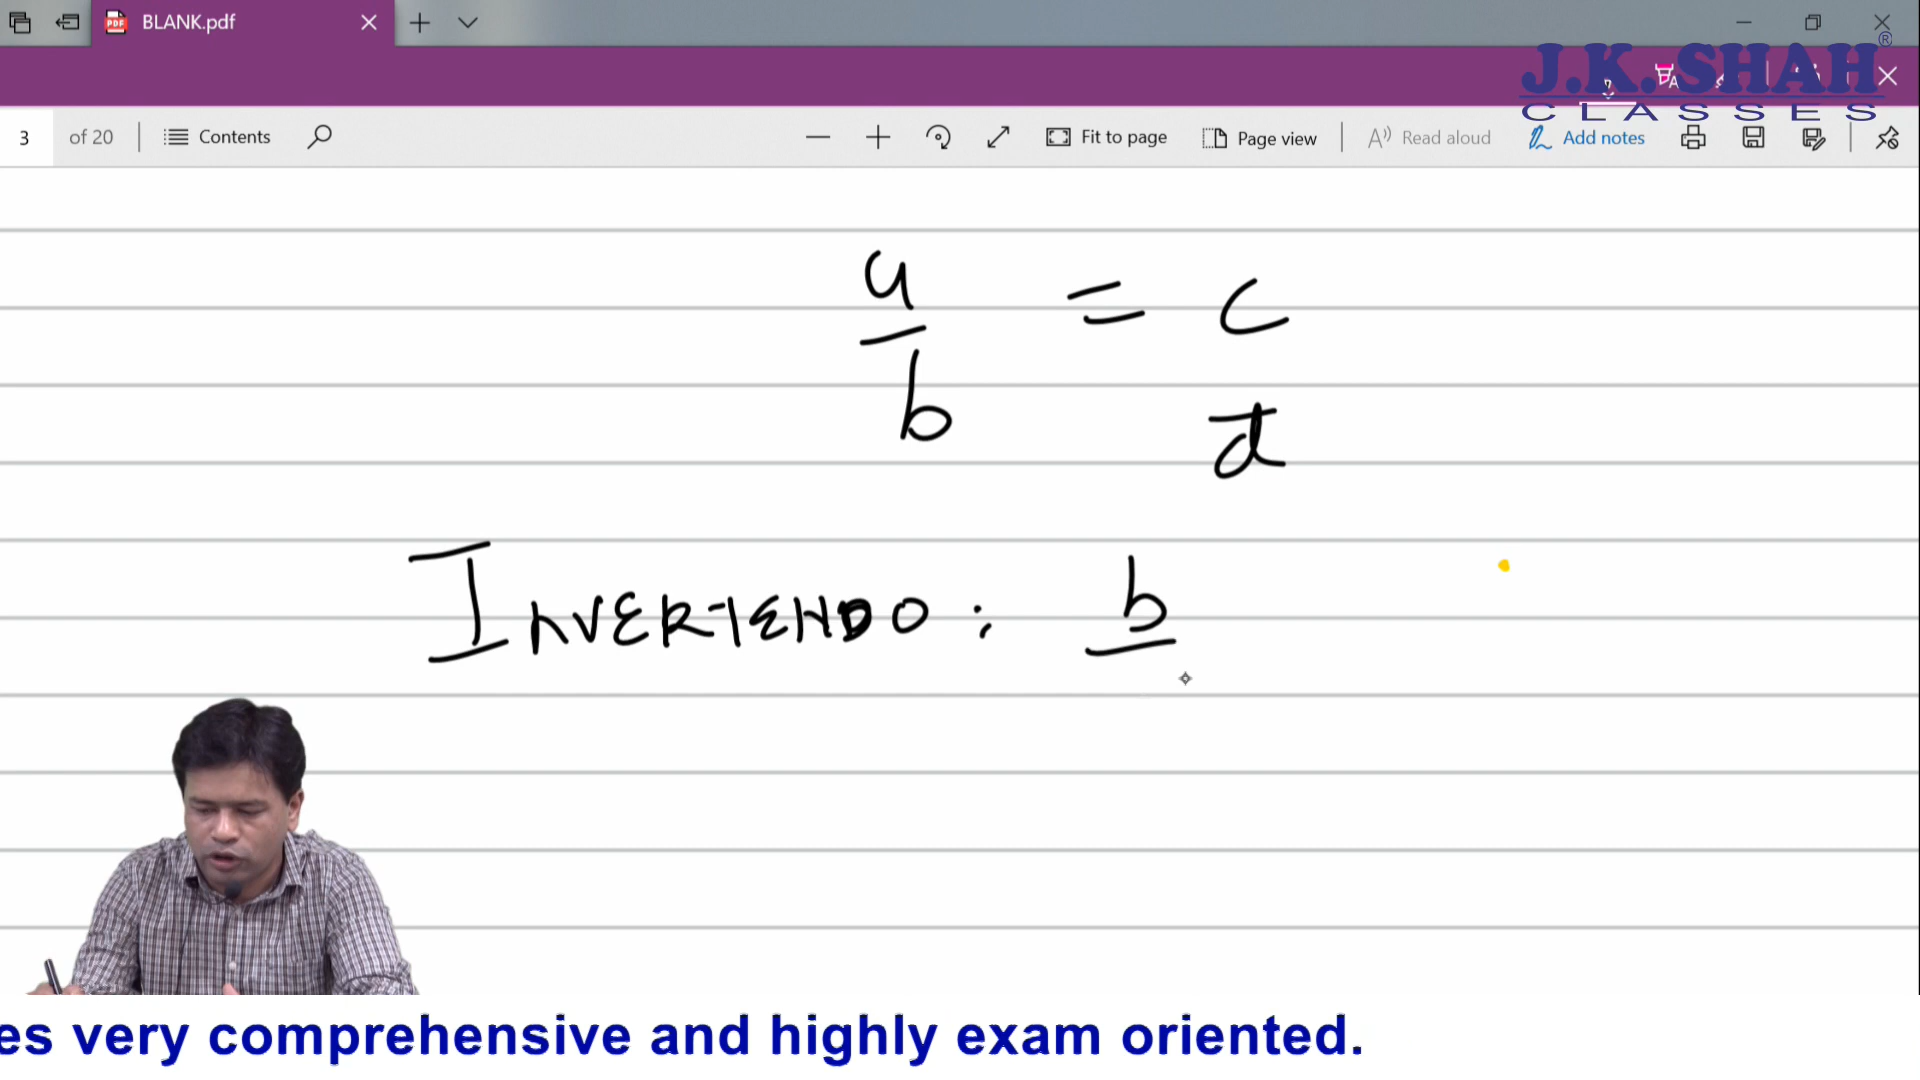 BLANK.pdf
J.K.SHAH®
CLASSES
3 of 20 Contents Fit to page Page view Read aloud Add notes
a = c
b d
INVERTENDO : b
es very comprehensive and highly exam oriented.